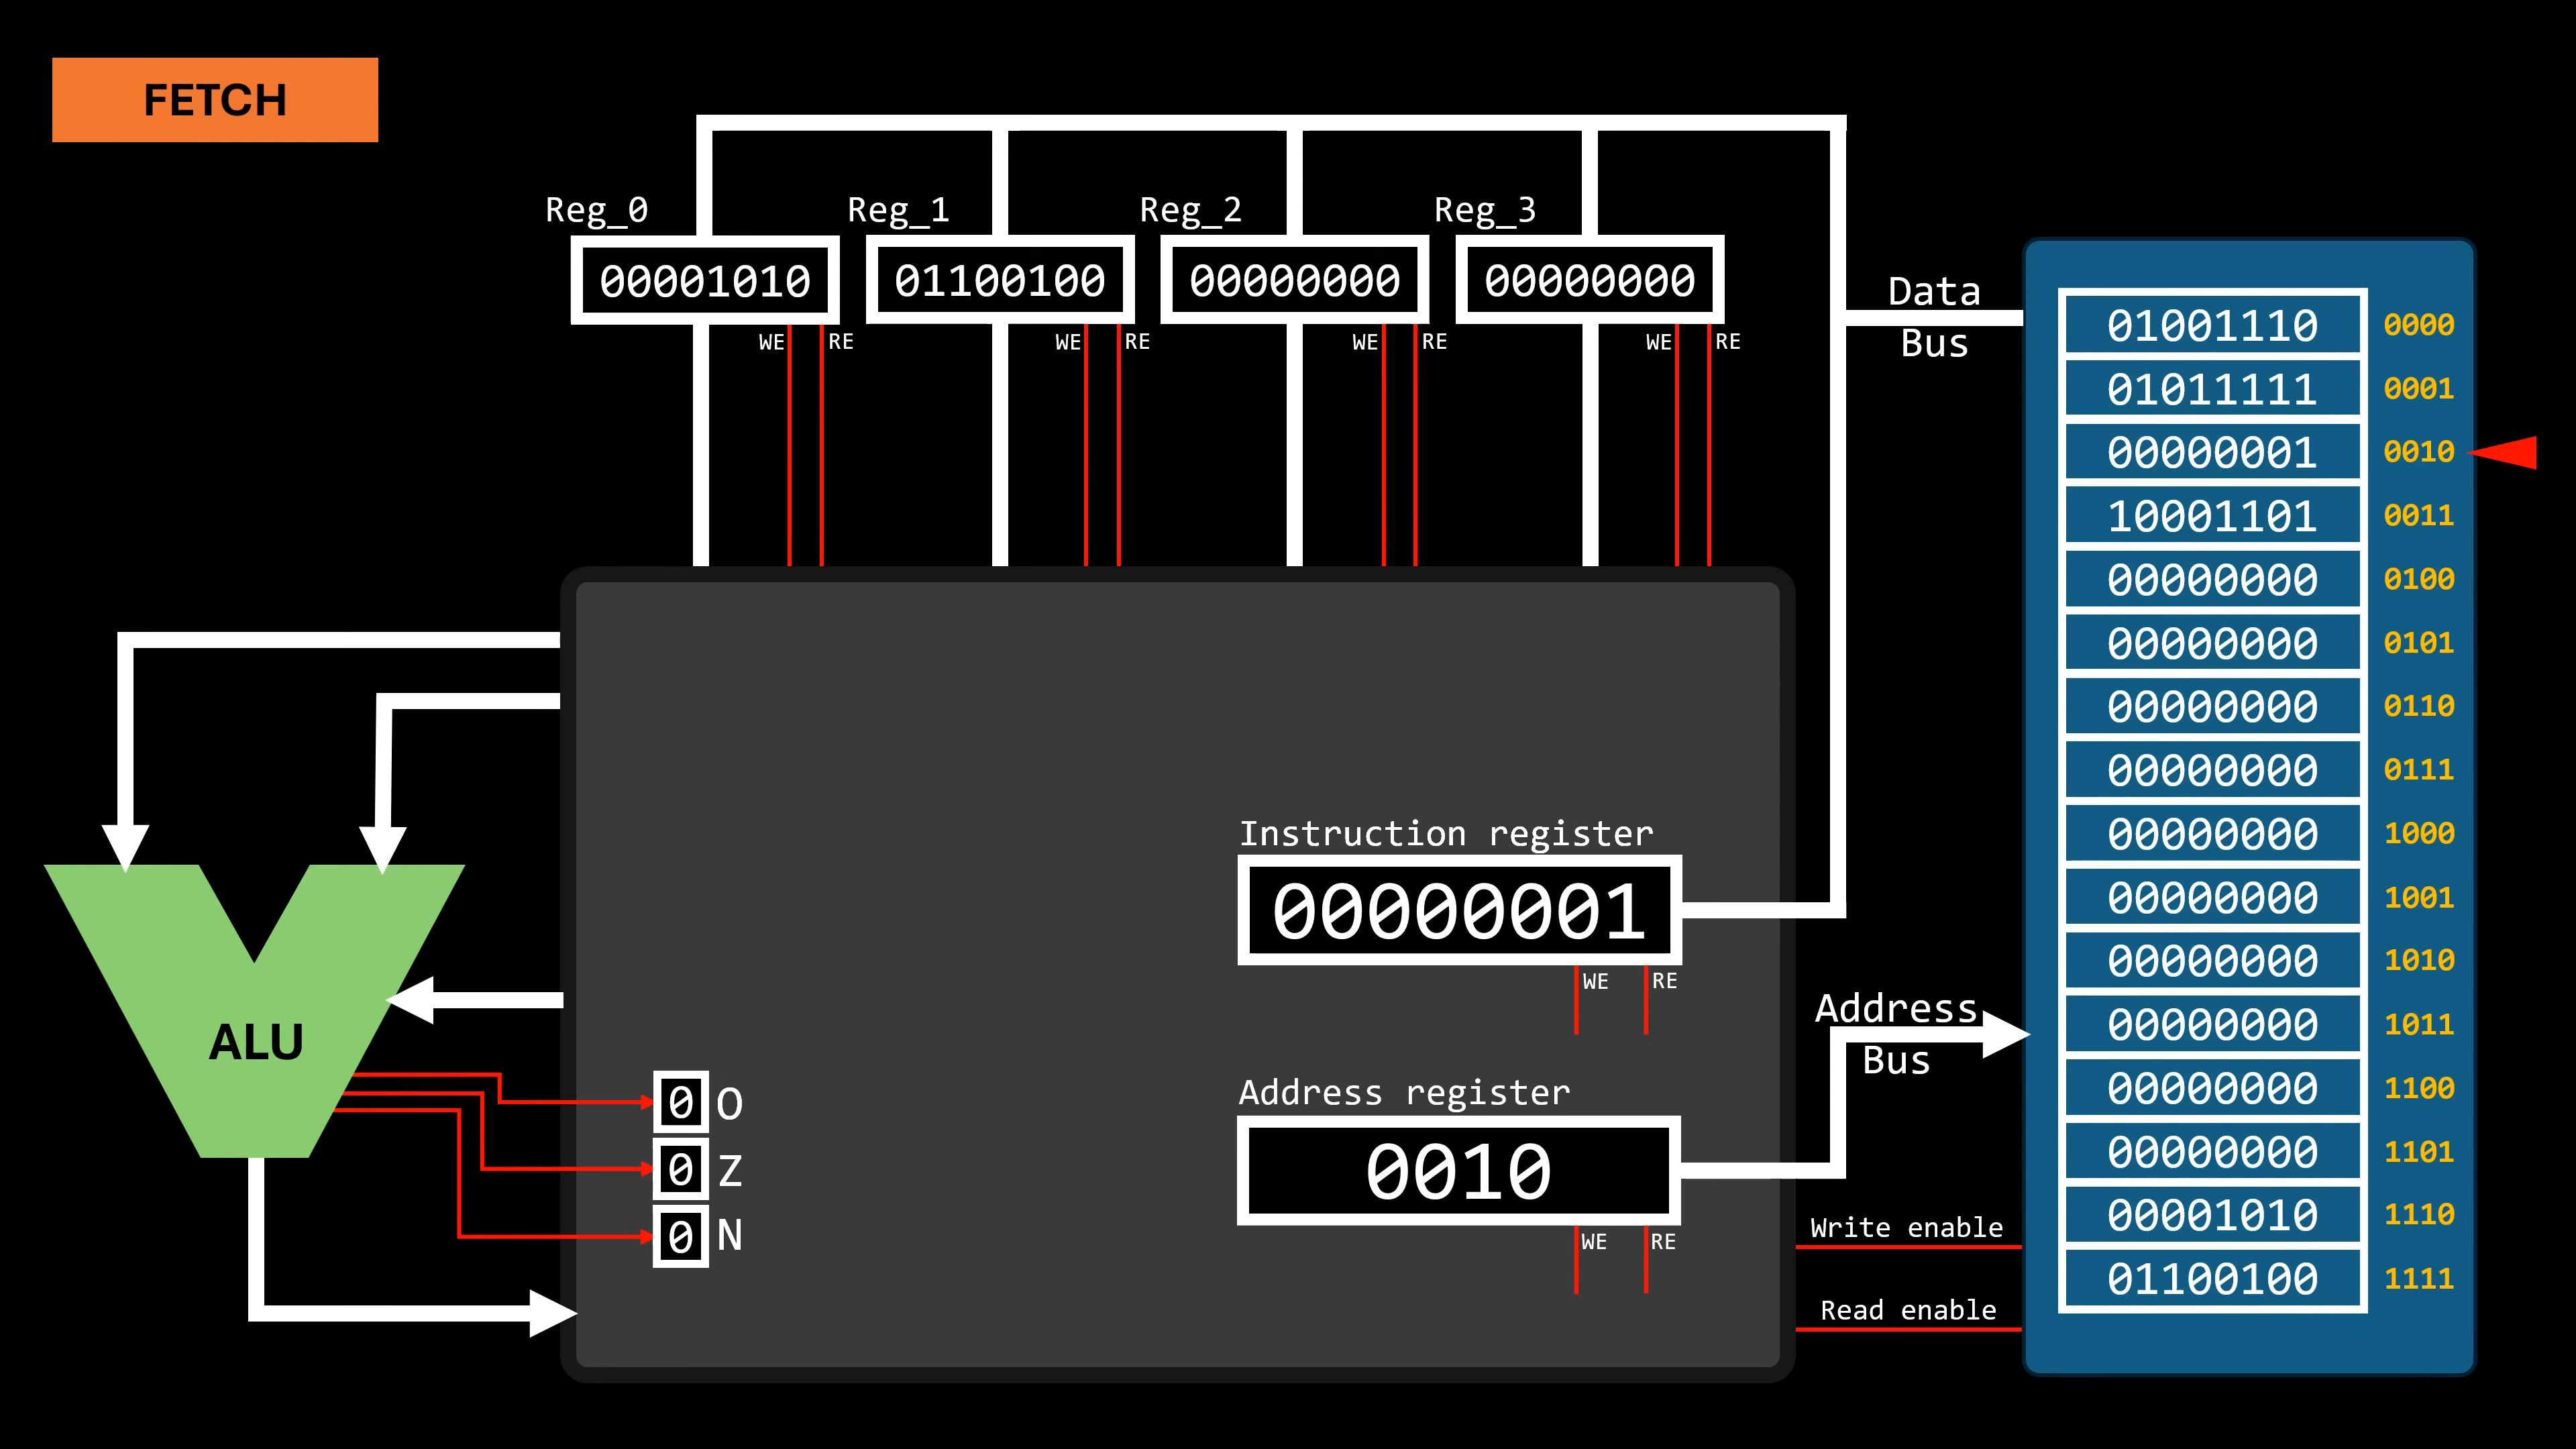 FETCH
Reg_0
Reg_1
Reg_2
Reg_3
00001010
01100100
00000000
00000000
WE
RE
WE
RE
WE
RE
WE
RE
Data
Bus
01001110 0000
01011111 0001
00000001 0010
10001101 0011
00000000 0100
00000000 0101
00000000 0110
00000000 0111
00000000 1000
00000000 1001
00000000 1010
00000000 1011
00000000 1100
00000000 1101
00001010 1110
01100100 1111
Instruction register
00000001
WE
RE
Address
Bus
Address register
0010
WE
RE
ALU
0 O
0 Z
0 N
Write enable
Read enable